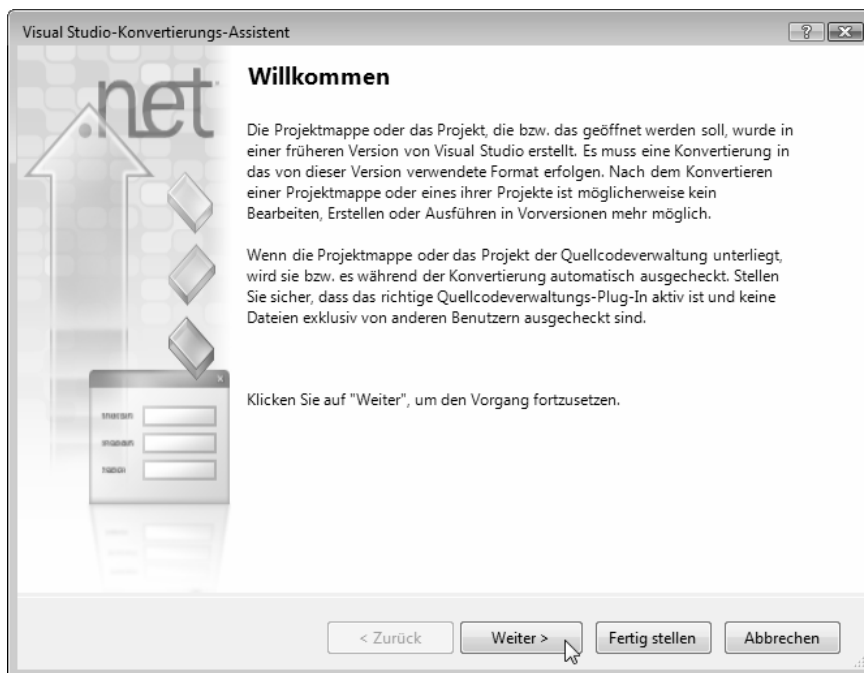 Visual Studio-Konvertierungs-Assistent
.net
Willkommen
Die Projektmappe oder das Projekt, die bzw. das geöffnet werden soll, wurde in
einer früheren Version von Visual Studio erstellt. Es muss eine Konvertierung in
das von dieser Version verwendete Format erfolgen. Nach dem Konvertieren
einer Projektmappe oder eines ihrer Projekte ist möglicherweise kein
Bearbeiten, Erstellen oder Ausführen in Vorversionen mehr möglich.
Wenn die Projektmappe oder das Projekt der Quellcodeverwaltung unterliegt,
wird sie bzw. es während der Konvertierung automatisch ausgecheckt. Stellen
Sie sicher, dass das richtige Quellcodeverwaltungs-Plug-In aktiv ist und keine
Dateien exklusiv von anderen Benutzern ausgecheckt sind.
Klicken Sie auf "Weiter", um den Vorgang fortzusetzen.
< Zurück
Weiter >
Fertig stellen
Abbrechen